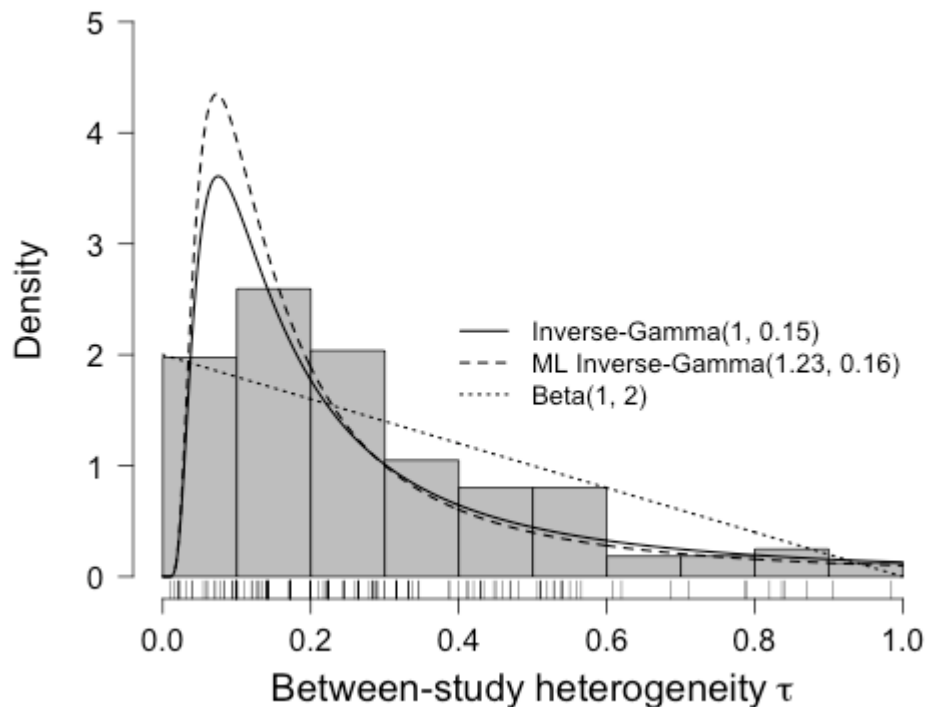 Density
5
4
3
2
1
0
Inverse-Gamma(1, 0.15)
ML Inverse-Gamma(1.23, 0.16)
Beta(1, 2)
0.0 0.2 0.4 0.6 0.8 1.0
Between-study heterogeneity τ